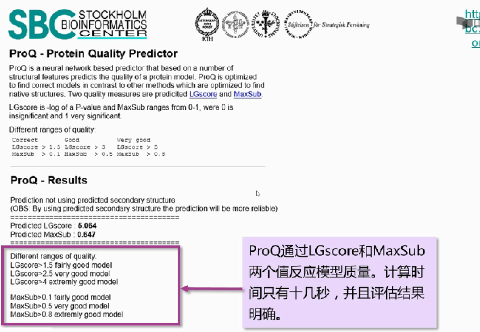 SBC STOCKHOLM
BIOINFORMATICS
CENTER
KTH
Stiftelsen för Strategisk Forskning
ProQ - Protein Quality Predictor
ProQ is a neural network based predictor that based on a number of
structural features predicts the quality of a protein model. ProQ is optimized
to find correct models in contrast to other methods which are optimized to find
native structures. Two quality measures are predicted LGscore and MaxSub.
LGscore is -log of a P-value and MaxSub ranges from 0-1, were 0 is
insignificant and 1 very significant.
Different ranges of quality:
Correct Good Very good
LGscore > 1.5 LGscore > 3 LGscore > 5
MaxSub > 0.1 MaxSub > 0.5 MaxSub > 0.8
ProQ - Results
Prediction not using predicted secondary structure
(OBS. By using predicted secondary structure the prediction will be more reliable)
Predicted LGscore : 5.064
Predicted MaxSub : 0.647
Different ranges of quality:
LGscore>1.5 fairly good model
LGscore>2.5 very good model
LGscore>4 extremly good model
MaxSub>0.1 fairly good model
MaxSub>0.5 very good model
MaxSub>0.8 extremly good model
ProQ通过LGscore和MaxSub
两个值反应模型质量。计算时
间只有十几秒，并且评估结果
明确。